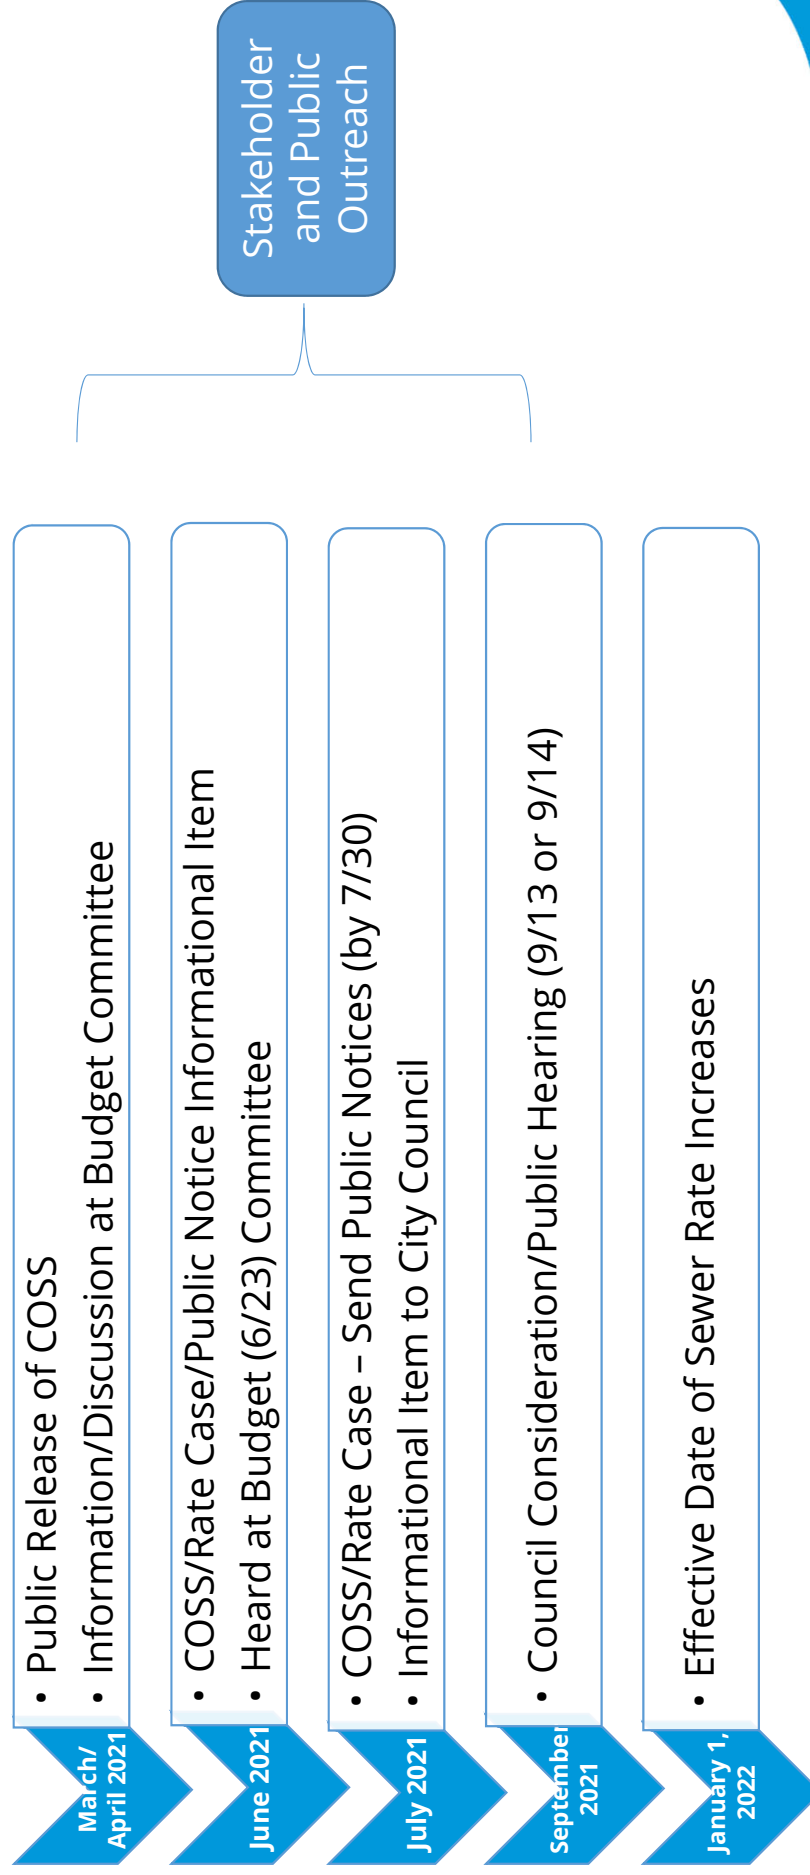 March/
April 2021
• Public Release of COSS
• Information/Discussion at Budget Committee
June 2021
• COSS/Rate Case/Public Notice Informational Item
• Heard at Budget (6/23) Committee
July 2021
• COSS/Rate Case – Send Public Notices (by 7/30)
• Informational Item to City Council
September
2021
• Council Consideration/Public Hearing (9/13 or 9/14)
January 1,
2022
• Effective Date of Sewer Rate Increases
Stakeholder
and Public
Outreach